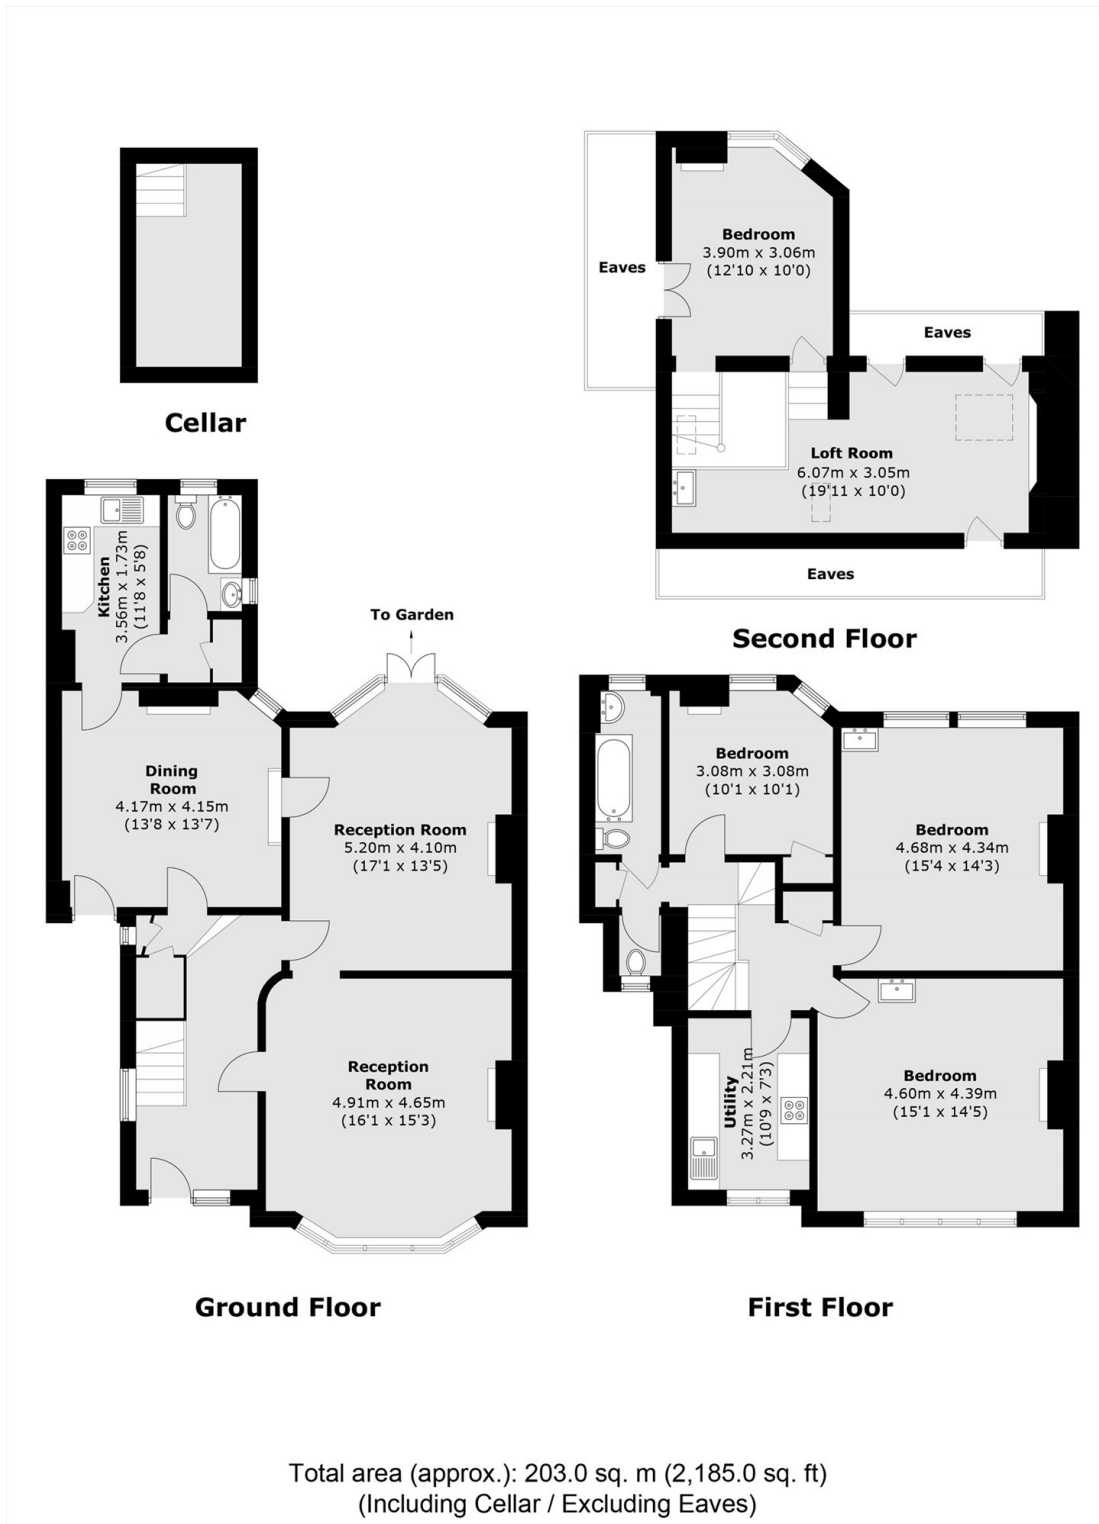 Cellar
Bedroom
3.90m x 3.06m
(12'10 x 10'0)
Eaves
Eaves
Loft Room
6.07m x 3.05m
(19'11 x 10'0)
Eaves
Second Floor
Kitchen
3.56m x 1.73m
(11'8 x 5'8)
To Garden
Dining
Room
4.17m x 4.15m
(13'8 x 13'7)
Reception Room
5.20m x 4.10m
(17'1 x 13'5)
Reception
Room
4.91m x 4.65m
(16'1 x 15'3)
Ground Floor
Bedroom
3.08m x 3.08m
(10'1 x 10'1)
Bedroom
4.68m x 4.34m
(15'4 x 14'3)
Utility
3.27m x 2.21m
(10'9 x 7'3)
Bedroom
4.60m x 4.39m
(15'1 x 14'5)
First Floor
Total area (approx.): 203.0 sq. m (2,185.0 sq. ft)
(Including Cellar / Excluding Eaves)